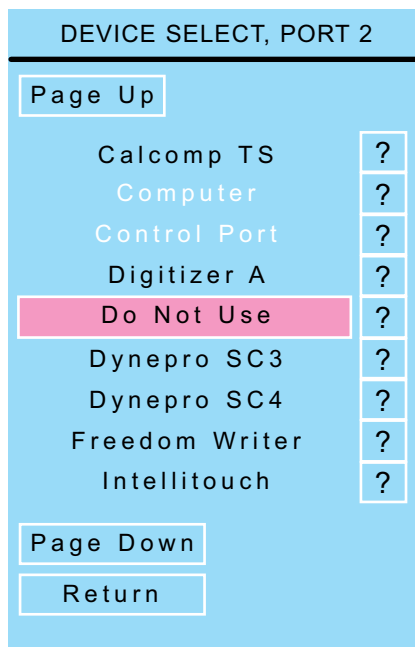 DEVICE SELECT, PORT 2
Page Up
Calcomp TS ?
Computer ?
Control Port ?
Digitizer A ?
Do Not Use ?
Dynepro SC3 ?
Dynepro SC4 ?
Freedom Writer ?
Intellitouch ?
Page Down
Return